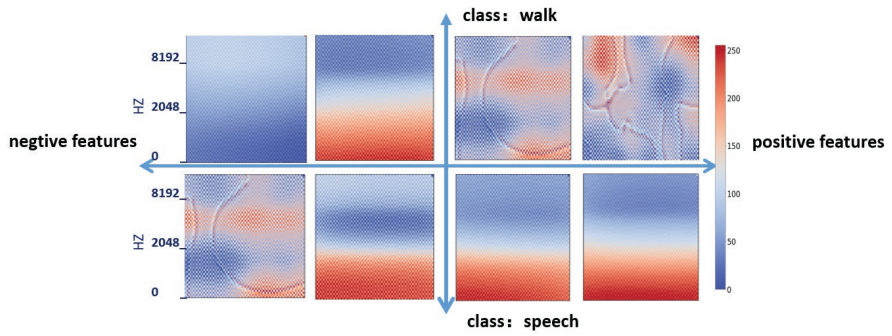 class: walk
8192
HZ
2048
0
negtive features
positive features
250
200
150
100
50
0
8192
HZ
2048
0
class: speech